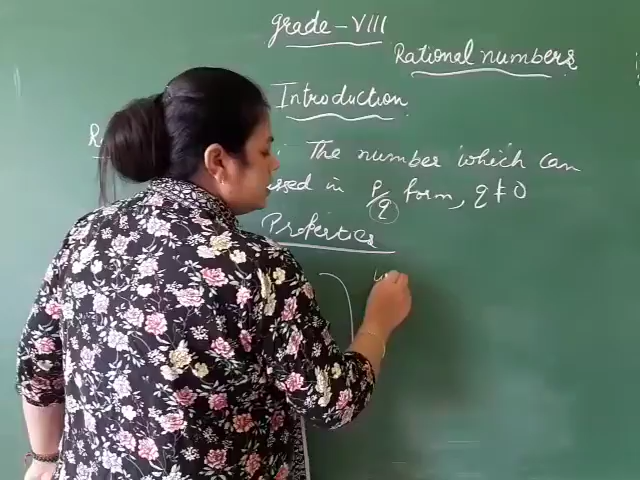 grade - VIII
Rational numbers
Introduction
R
The number which can
ssed in p/q form, q ≠ 0
Properties